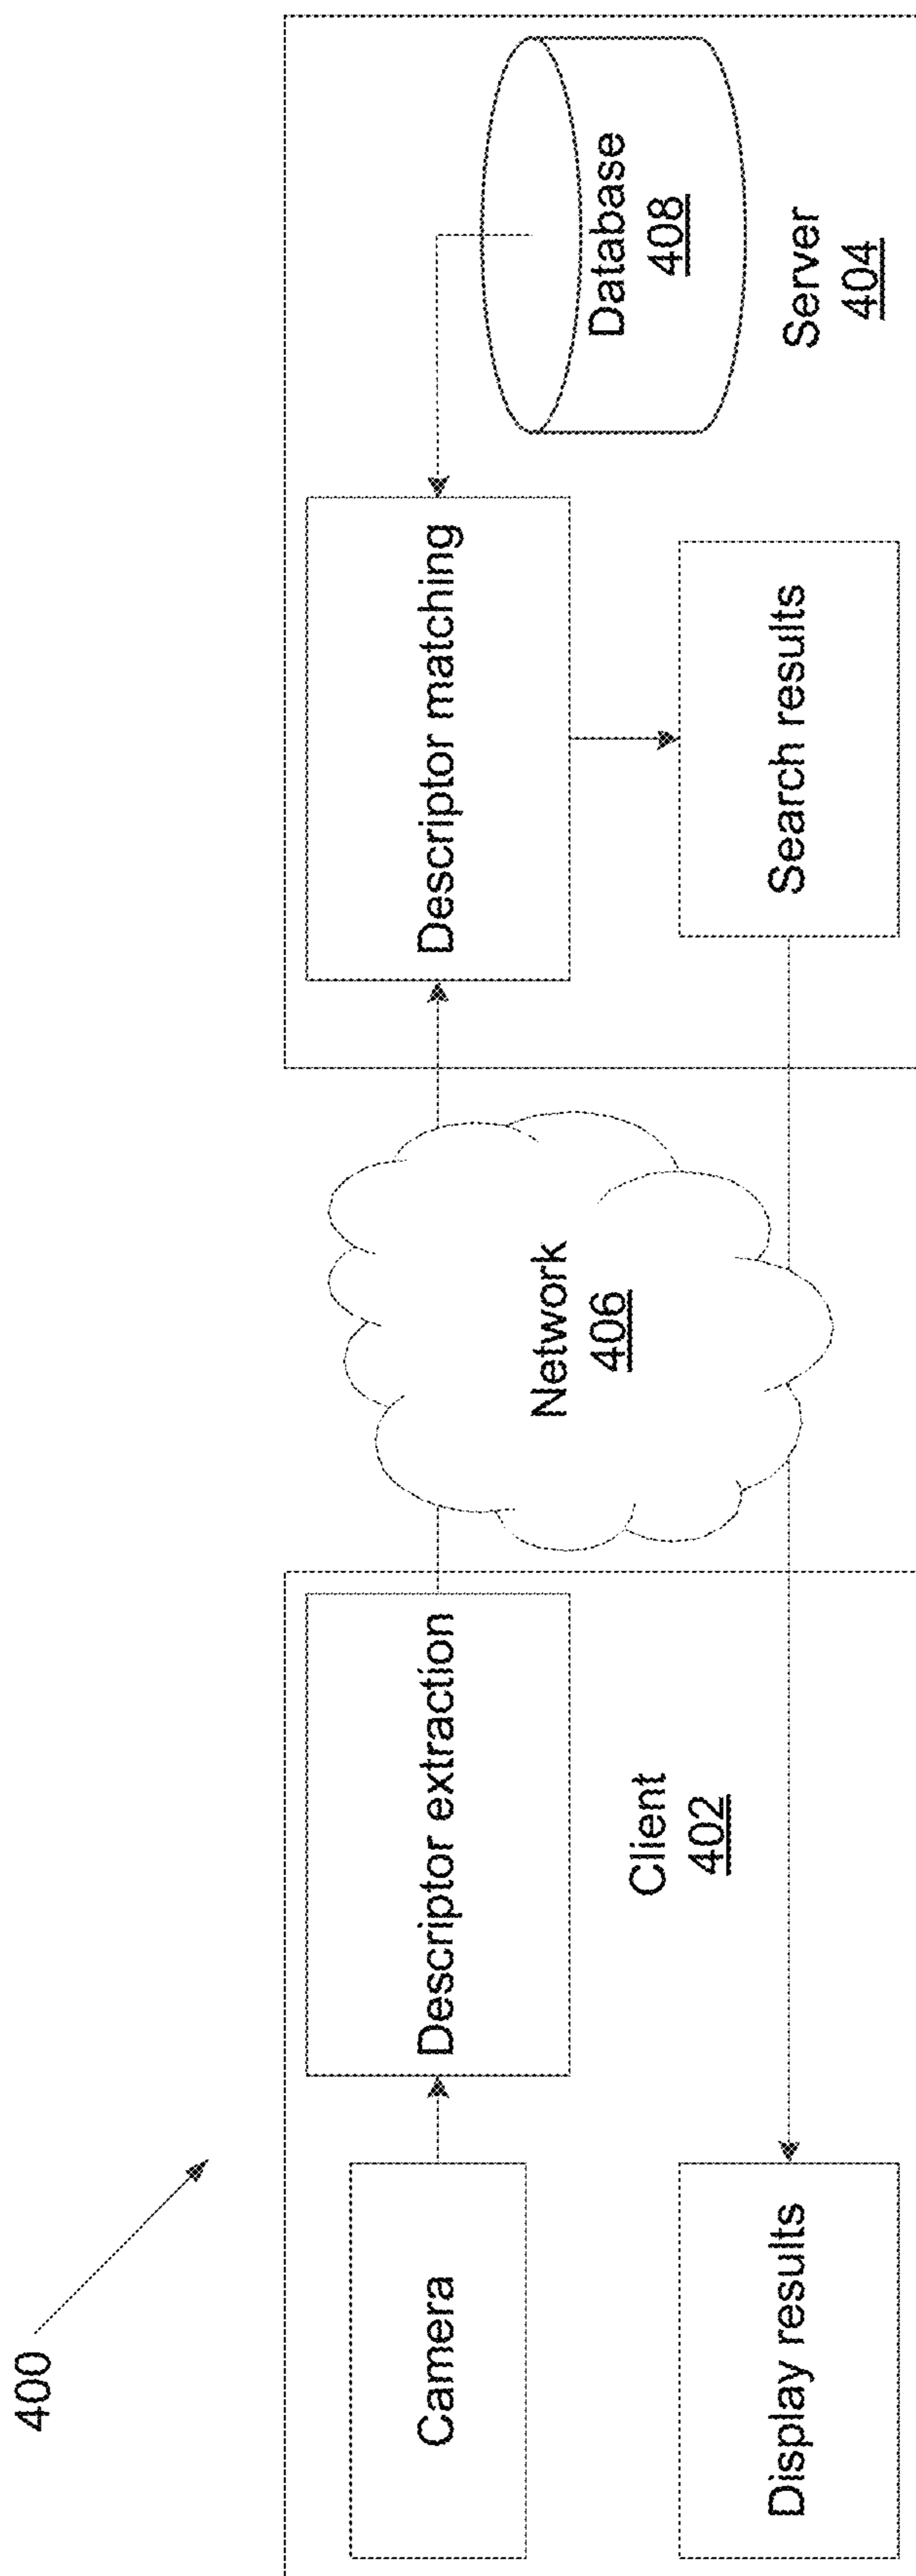 400
Camera
Descriptor extraction
Client
402
Display results
Network
406
Descriptor matching
Database
408
Search results
Server
404